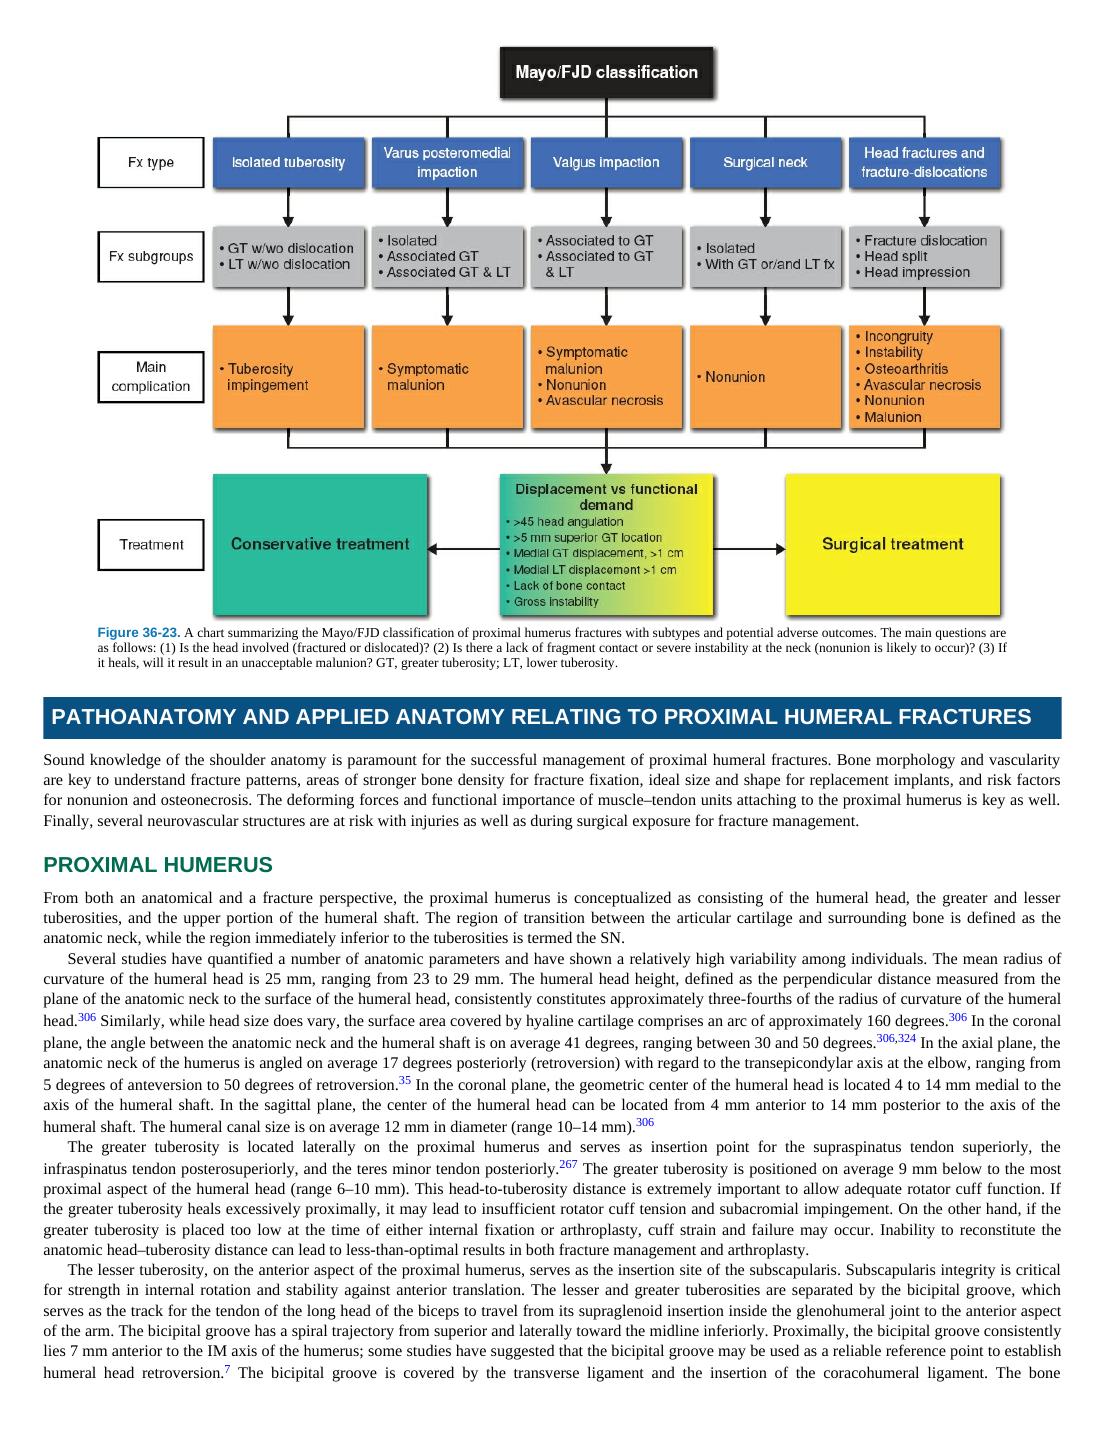 Mayo/FJD classification
Fx type
Isolated tuberosity
Varus posteromedial
impaction
Valgus impaction
Surgical neck
Head fractures and
fracture-dislocations
Fx subgroups
• GT w/wo dislocation
• LT w/wo dislocation
• Isolated
• Associated GT
• Associated GT & LT
• Associated to GT
• Associated to GT
& LT
• Isolated
• With GT or/and LT fx
• Fracture dislocation
• Head split
• Head impression
Main
complication
• Tuberosity
impingement
• Symptomatic
malunion
• Symptomatic
malunion
• Nonunion
• Avascular necrosis
• Nonunion
• Incongruity
• Instability
• Osteoarthritis
• Avascular necrosis
• Nonunion
• Malunion
Treatment
Conservative treatment
Displacement vs functional
demand
• >45 head angulation
• >5 mm superior GT location
• Medial GT displacement, >1 cm
• Medial LT displacement >1 cm
• Lack of bone contact
• Gross instability
Surgical treatment
Figure 36-23. A chart summarizing the Mayo/FJD classification of proximal humerus fractures with subtypes and potential adverse outcomes. The main questions are
as follows: (1) Is the head involved (fractured or dislocated)? (2) Is there a lack of fragment contact or severe instability at the neck (nonunion is likely to occur)? (3) If
it heals, will it result in an unacceptable malunion? GT, greater tuberosity; LT, lower tuberosity.
PATHOANATOMY AND APPLIED ANATOMY RELATING TO PROXIMAL HUMERAL FRACTURES
Sound knowledge of the shoulder anatomy is paramount for the successful management of proximal humeral fractures. Bone morphology and vascularity
are key to understand fracture patterns, areas of stronger bone density for fracture fixation, ideal size and shape for replacement implants, and risk factors
for nonunion and osteonecrosis. The deforming forces and functional importance of muscle–tendon units attaching to the proximal humerus is key as well.
Finally, several neurovascular structures are at risk with injuries as well as during surgical exposure for fracture management.
PROXIMAL HUMERUS
From both an anatomical and a fracture perspective, the proximal humerus is conceptualized as consisting of the humeral head, the greater and lesser
tuberosities, and the upper portion of the humeral shaft. The region of transition between the articular cartilage and surrounding bone is defined as the
anatomic neck, while the region immediately inferior to the tuberosities is termed the SN.
Several studies have quantified a number of anatomic parameters and have shown a relatively high variability among individuals. The mean radius of
curvature of the humeral head is 25 mm, ranging from 23 to 29 mm. The humeral head height, defined as the perpendicular distance measured from the
plane of the anatomic neck to the surface of the humeral head, consistently constitutes approximately three-fourths of the radius of curvature of the humeral
head.306 Similarly, while head size does vary, the surface area covered by hyaline cartilage comprises an arc of approximately 160 degrees.306 In the coronal
plane, the angle between the anatomic neck and the humeral shaft is on average 41 degrees, ranging between 30 and 50 degrees.306,324 In the axial plane, the
anatomic neck of the humerus is angled on average 17 degrees posteriorly (retroversion) with regard to the transepicondylar axis at the elbow, ranging from
5 degrees of anteversion to 50 degrees of retroversion.35 In the coronal plane, the geometric center of the humeral head is located 4 to 14 mm medial to the
axis of the humeral shaft. In the sagittal plane, the center of the humeral head can be located from 4 mm anterior to 14 mm posterior to the axis of the
humeral shaft. The humeral canal size is on average 12 mm in diameter (range 10–14 mm).306
The greater tuberosity is located laterally on the proximal humerus and serves as insertion point for the supraspinatus tendon superiorly, the
infraspinatus tendon posterosuperiorly, and the teres minor tendon posteriorly.267 The greater tuberosity is positioned on average 9 mm below to the most
proximal aspect of the humeral head (range 6–10 mm). This head-to-tuberosity distance is extremely important to allow adequate rotator cuff function. If
the greater tuberosity heals excessively proximally, it may lead to insufficient rotator cuff tension and subacromial impingement. On the other hand, if the
greater tuberosity is placed too low at the time of either internal fixation or arthroplasty, cuff strain and failure may occur. Inability to reconstitute the
anatomic head–tuberosity distance can lead to less-than-optimal results in both fracture management and arthroplasty.
The lesser tuberosity, on the anterior aspect of the proximal humerus, serves as the insertion site of the subscapularis. Subscapularis integrity is critical
for strength in internal rotation and stability against anterior translation. The lesser and greater tuberosities are separated by the bicipital groove, which
serves as the track for the tendon of the long head of the biceps to travel from its supraglenoid insertion inside the glenohumeral joint to the anterior aspect
of the arm. The bicipital groove has a spiral trajectory from superior and laterally toward the midline inferiorly. Proximally, the bicipital groove consistently
lies 7 mm anterior to the IM axis of the humerus; some studies have suggested that the bicipital groove may be used as a reliable reference point to establish
humeral head retroversion.7 The bicipital groove is covered by the transverse ligament and the insertion of the coracohumeral ligament. The bone